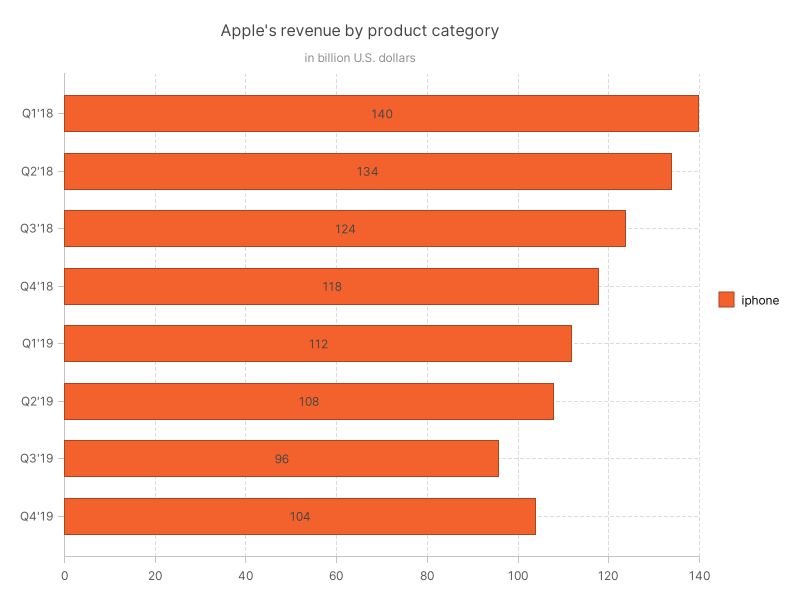 Apple's revenue by product category
in billion U.S. dollars
Q1'18 140
Q2'18 134
Q3'18 124
Q4'18 118
iphone
Q1'19 112
Q2'19 108
Q3'19 96
Q4'19 104
0 20 40 60 80 100 120 140